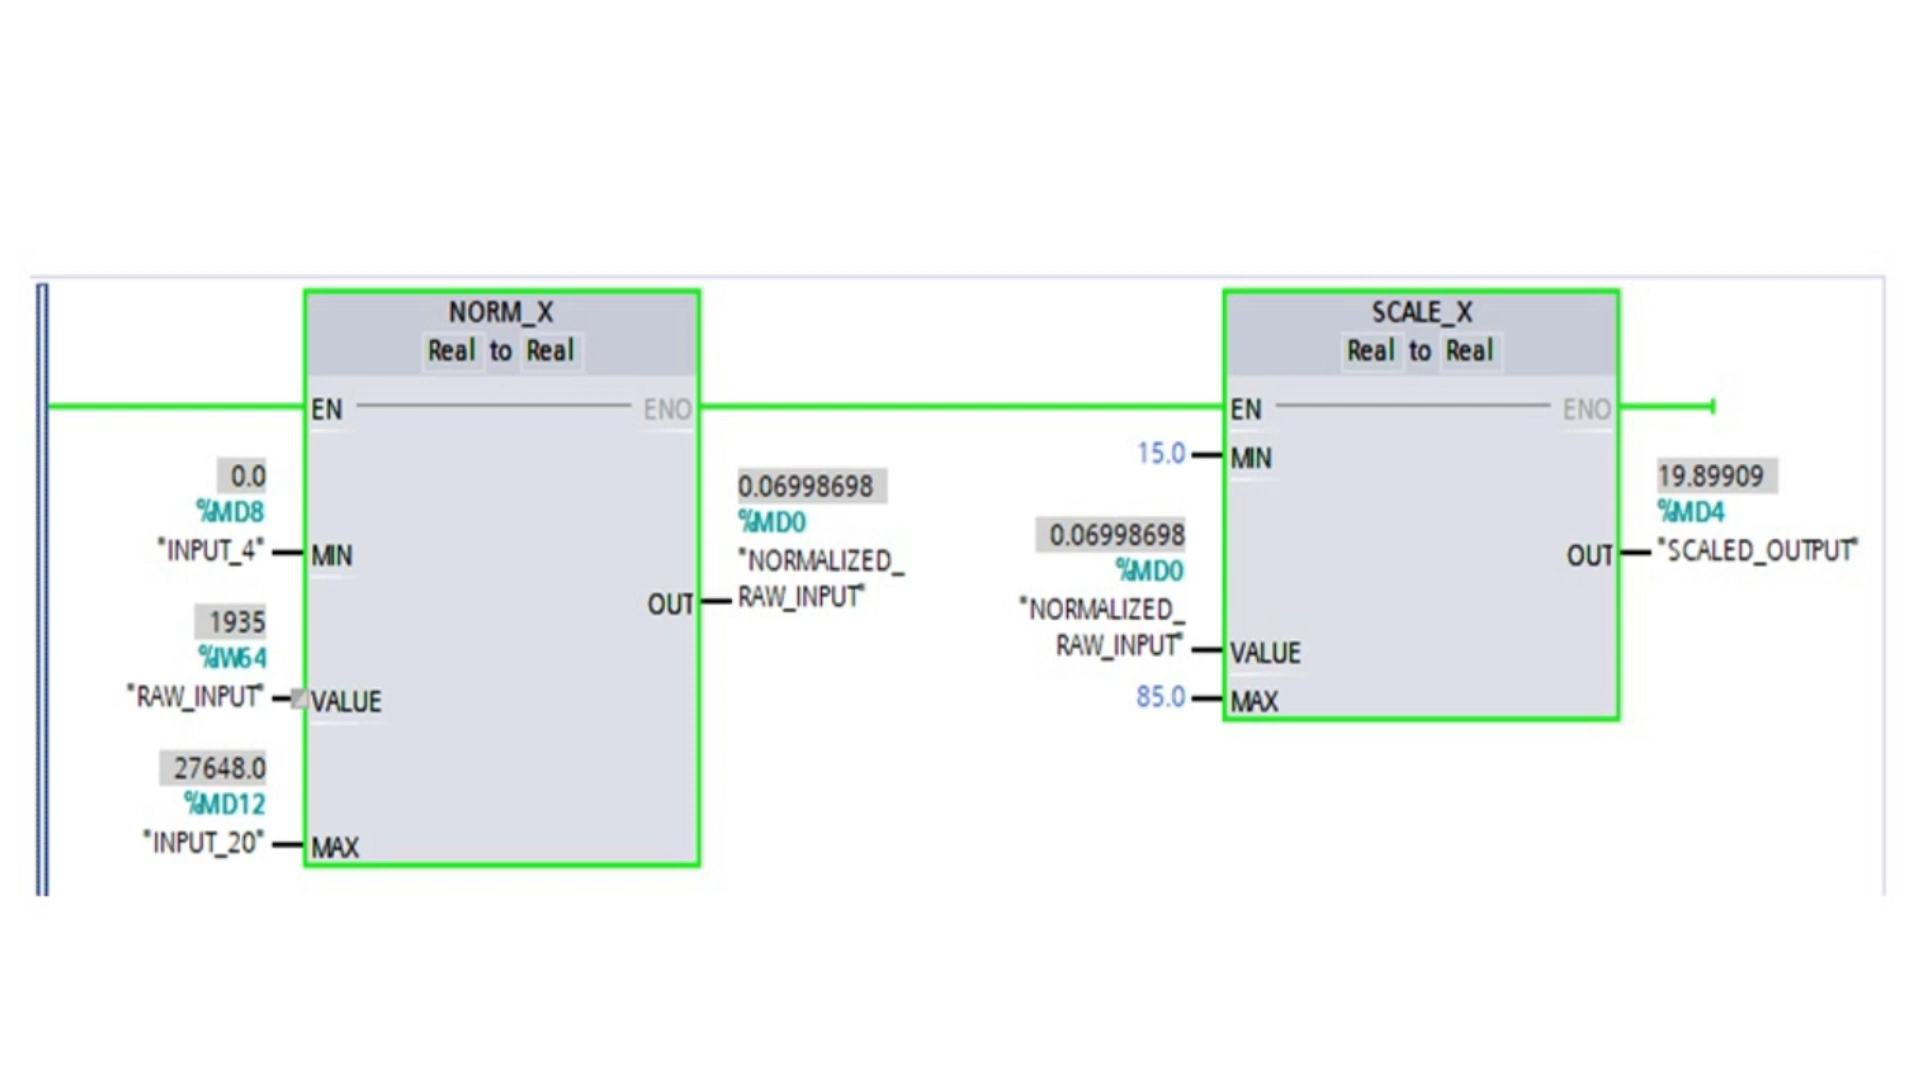 NORM_X
Real to Real
EN
ENO
0.0
%MD8
"INPUT_4"
MIN
1935
%IW64
"RAW_INPUT"
VALUE
27648.0
%MD12
"INPUT_20"
MAX
0.06998698
%MD0
"NORMALIZED_
RAW_INPUT"
OUT
SCALE_X
Real to Real
EN
ENO
15.0
MIN
0.06998698
%MD0
"NORMALIZED_
RAW_INPUT"
VALUE
85.0
MAX
19.89909
%MD4
"SCALED_OUTPUT"
OUT